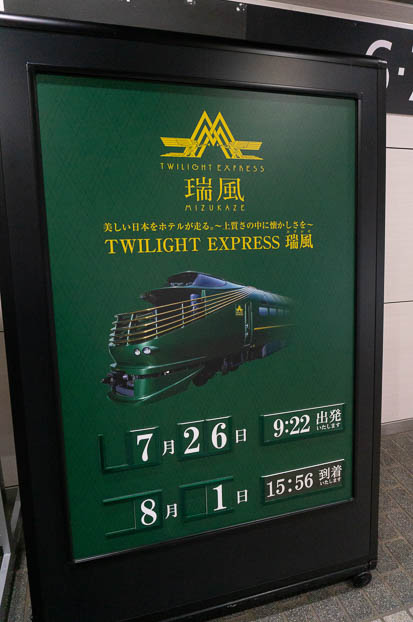 TWILIGHT EXPRESS
瑞風
MIZUKAZE
美しい日本をホテルが走る。～上質さの中に懐かしさを～
TWILIGHT EXPRESS 瑞風
7月26日 9:22 出発いたします
8月1日 15:56 到着いたします